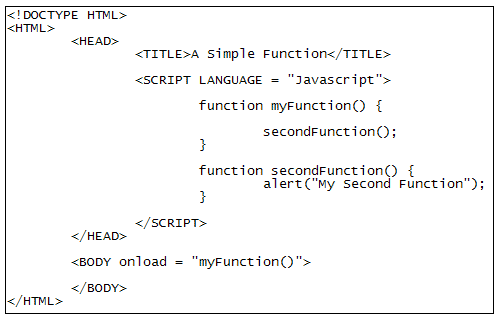 <!DOCTYPE HTML>
<HTML>
<HEAD>
<TITLE>A Simple Function</TITLE>
<SCRIPT LANGUAGE = "Javascript">
function myFunction() {
secondFunction();
}
function secondFunction() {
alert("My Second Function");
}
</SCRIPT>
</HEAD>
<BODY onload = "myFunction()">
</BODY>
</HTML>